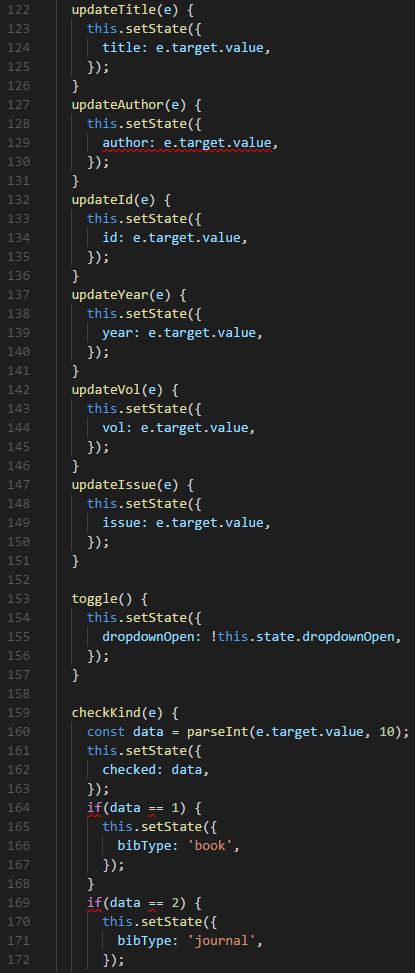 122 updateTitle(e) {
123   this.setState({
124     title: e.target.value,
125   });
126 }
127 updateAuthor(e) {
128   this.setState({
129     author: e.target.value,
130   });
131 }
132 updateId(e) {
133   this.setState({
134     id: e.target.value,
135   });
136 }
137 updateYear(e) {
138   this.setState({
139     year: e.target.value,
140   });
141 }
142 updateVol(e) {
143   this.setState({
144     vol: e.target.value,
145   });
146 }
147 updateIssue(e) {
148   this.setState({
149     issue: e.target.value,
150   });
151 }
152
153 toggle() {
154   this.setState({
155     dropdownOpen: !this.state.dropdownOpen,
156   });
157 }
158
159 checkKind(e) {
160   const data = parseInt(e.target.value, 10);
161   this.setState({
162     checked: data,
163   });
164   if(data == 1) {
165     this.setState({
166       bibType: 'book',
167     });
168   }
169   if(data == 2) {
170     this.setState({
171       bibType: 'journal',
172     });